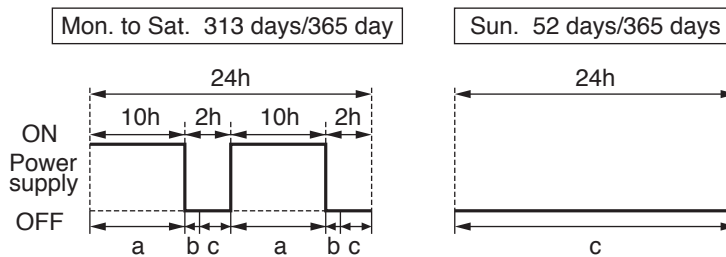 Mon. to Sat. 313 days/365 day
24h
10h 2h 10h 2h
ON
Power
supply
OFF
a b c a b c
Sun. 52 days/365 days
24h
c